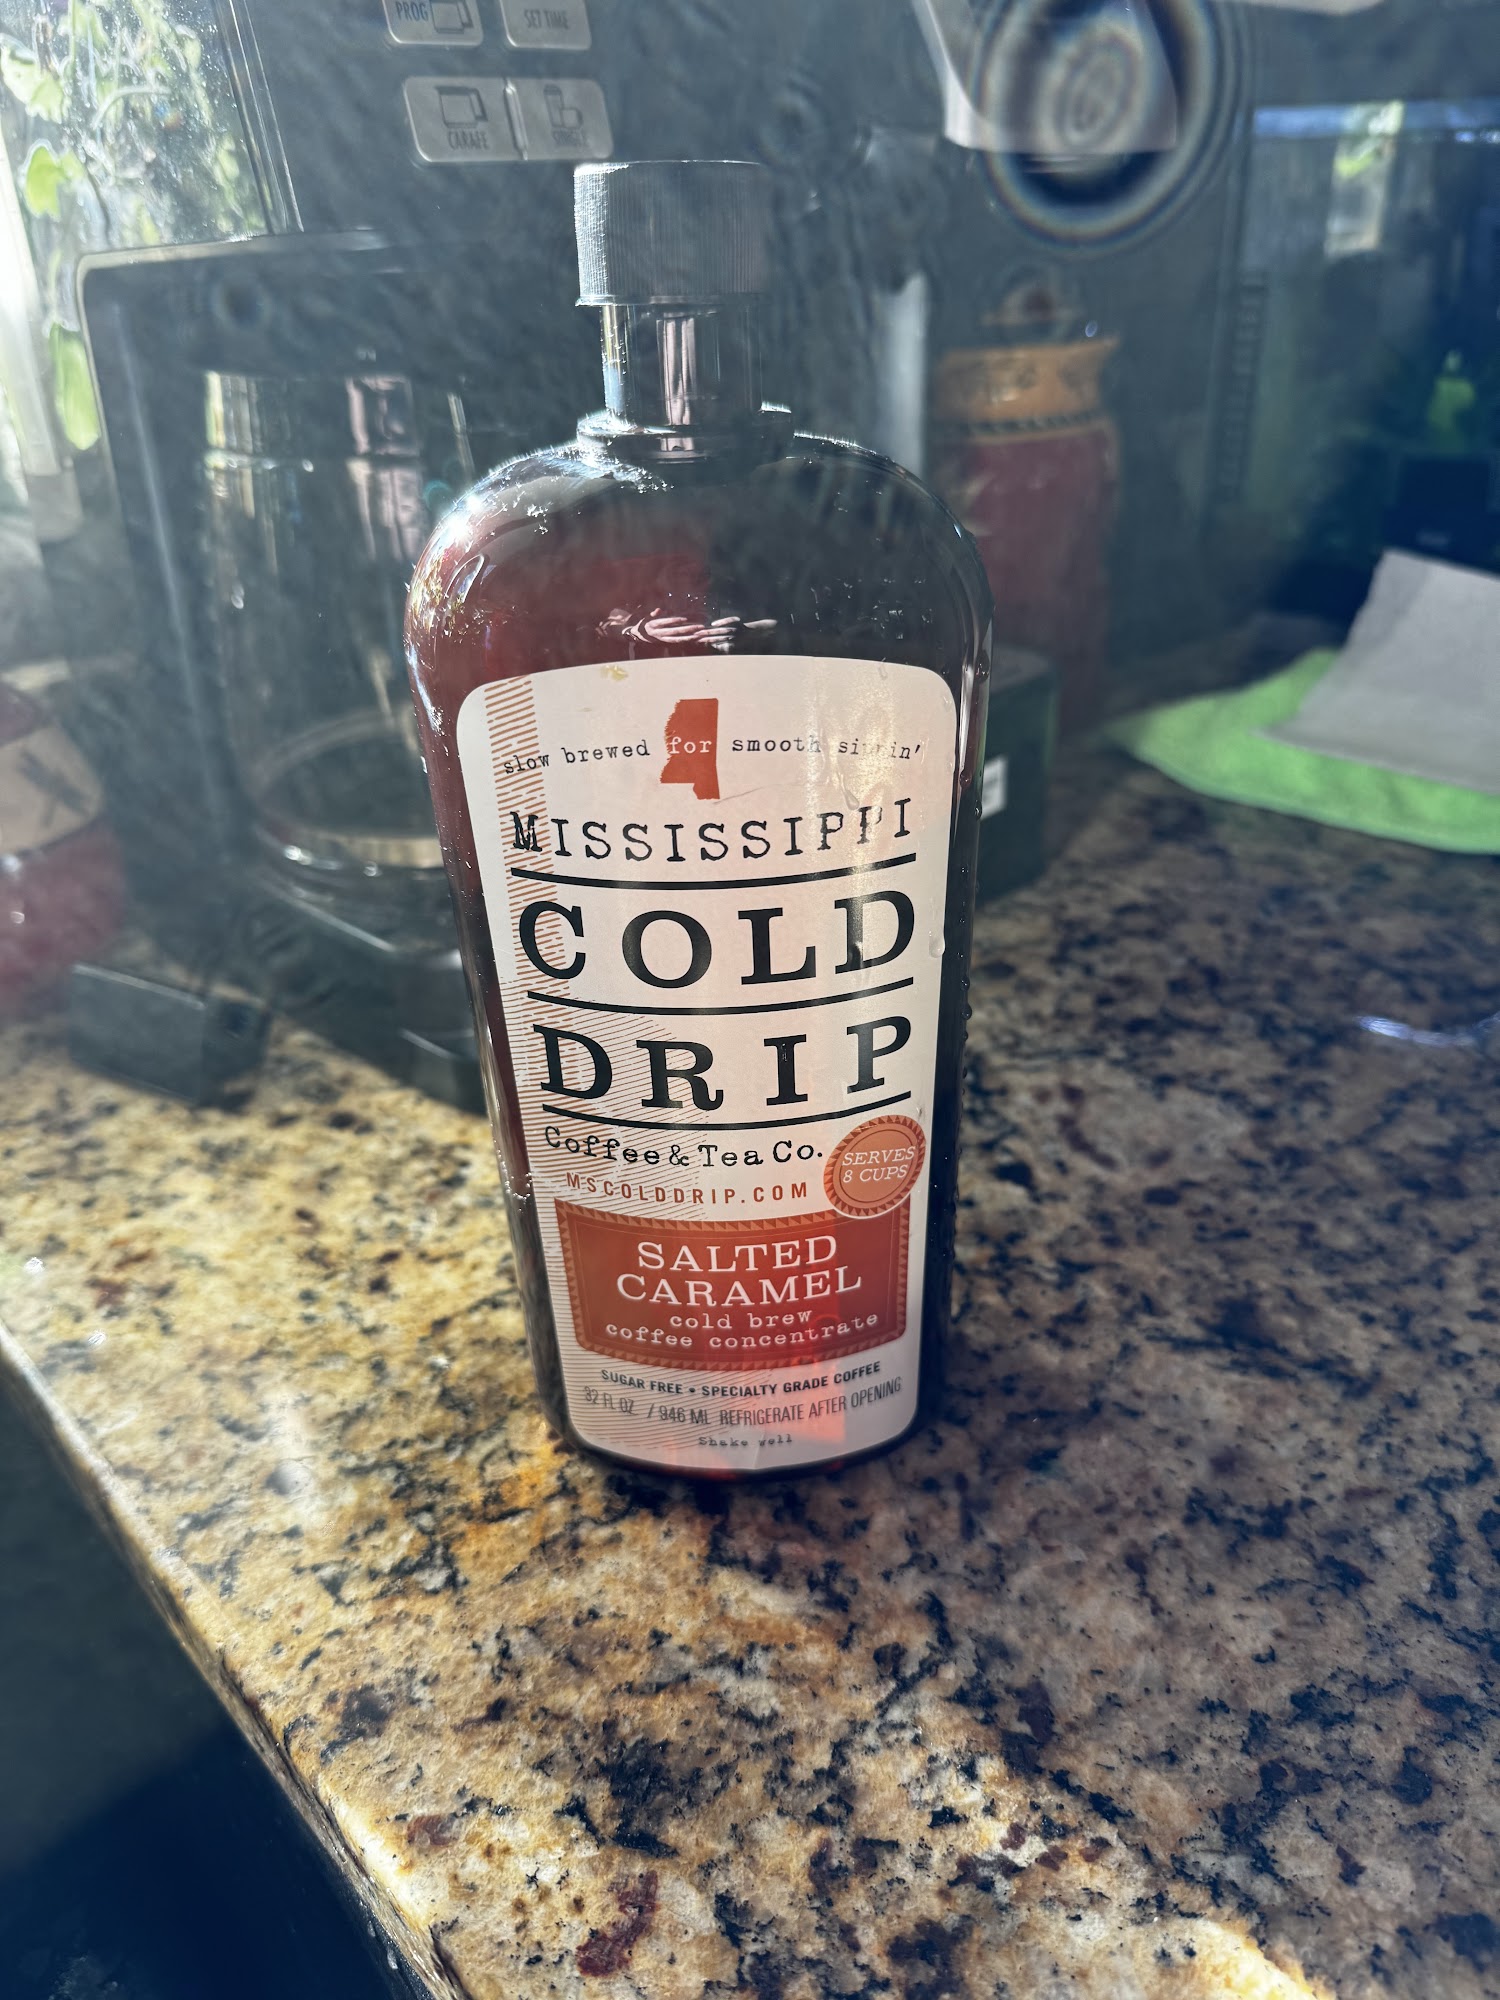 PROG
SET TIME
CARAFE
SINGLE
slow brewed for smooth sippin'
MISSISSIPPI
COLD
DRIP
Coffee & Tea Co.
MSCOLDDRIP.COM
SERVES
8 CUPS
SALTED
CARAMEL
cold brew
coffee concentrate
SUGAR FREE • SPECIALTY GRADE COFFEE
32 FL OZ. / 946 ML REFRIGERATE AFTER OPENING
Shake well